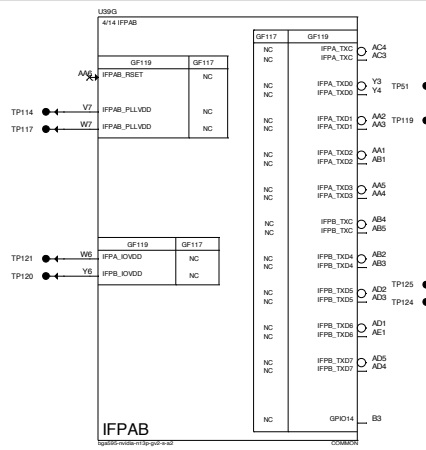 U39G
4/14 IFPAB
GF119 GF117
AA6 IFPAB_RSET NC
TP114 V7 IFPAB_PLLVDD NC
TP117 W7 IFPAB_PLLVDD NC
GF119 GF117
TP121 W6 IFPA_IOVDD NC
TP120 Y6 IFPB_IOVDD NC
GF117 GF119
NC IFPA_TXC AC4
NC IFPA_TXC AC3
NC IFPA_TXD0 Y3
NC IFPA_TXD0 Y4 TP51
NC IFPA_TXD1 AA2
NC IFPA_TXD1 AA3 TP119
NC IFPA_TXD2 AA1
NC IFPA_TXD2 AB1
NC IFPA_TXD3 AA5
NC IFPA_TXD3 AA4
NC IFPB_TXC AB4
NC IFPB_TXC AB5
NC IFPB_TXD4 AB2
NC IFPB_TXD4 AB3
NC IFPB_TXD5 AD2 TP125
NC IFPB_TXD5 AD3 TP124
NC IFPB_TXD6 AD1
NC IFPB_TXD6 AE1
NC IFPB_TXD7 AD5
NC IFPB_TXD7 AD4
NC GPIO14 B3
IFPAB
bga595-nvidia-n13p-gv2-s-a2 COMMON